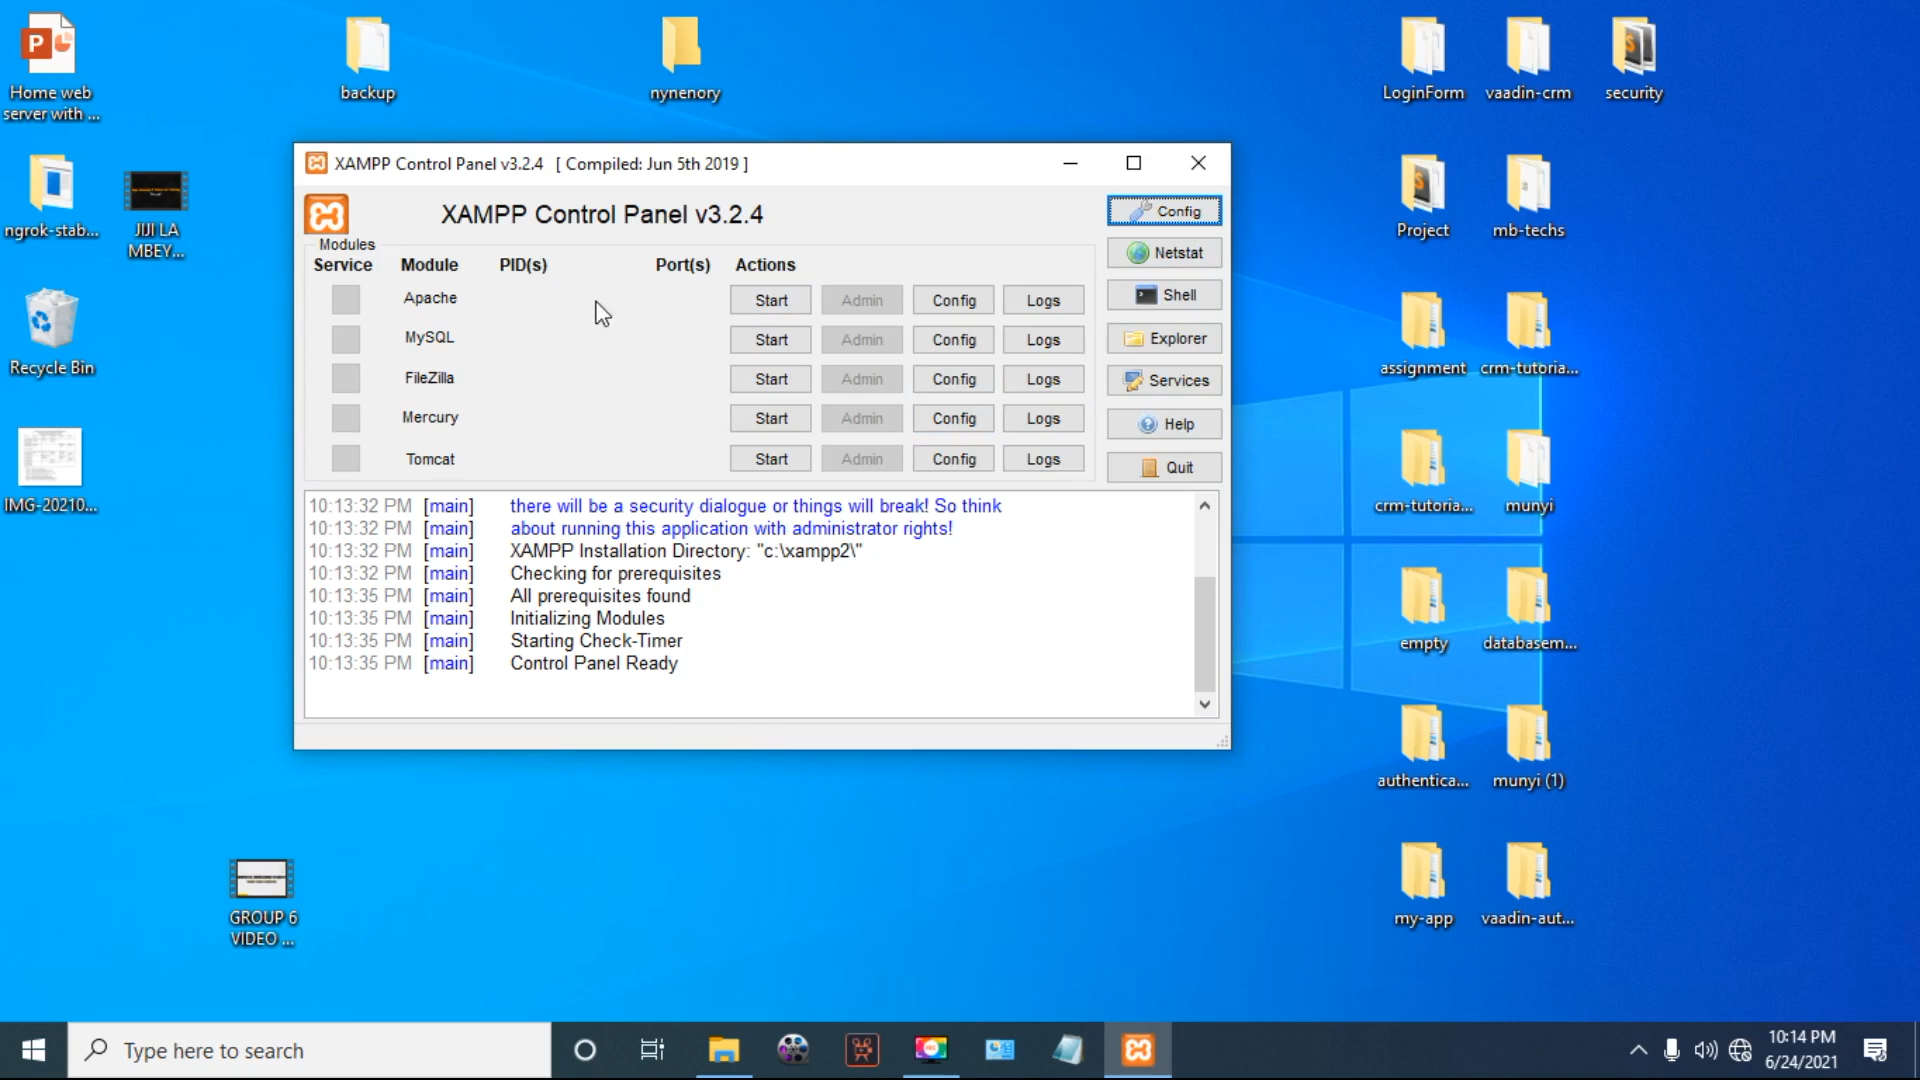 Home web
server with ...
backup
nynenory
LoginForm
vaadin-crm
security
ngrok-stab...
JIJI LA
MBEY...
Project
mb-techs
Recycle Bin
assignment
crm-tutoria...
IMG-20210...
crm-tutoria...
munyi
empty
databasem...
authentica...
munyi (1)
GROUP 6
VIDEO ...
my-app
vaadin-aut...
XAMPP Control Panel v3.2.4 [ Compiled: Jun 5th 2019 ]
XAMPP Control Panel v3.2.4
Modules
Service Module PID(s) Port(s) Actions
Apache Start Admin Config Logs
MySQL Start Admin Config Logs
FileZilla Start Admin Config Logs
Mercury Start Admin Config Logs
Tomcat Start Admin Config Logs
Config
Netstat
Shell
Explorer
Services
Help
Quit
10:13:32 PM [main] there will be a security dialogue or things will break! So think
10:13:32 PM [main] about running this application with administrator rights!
10:13:32 PM [main] XAMPP Installation Directory: "c:\xampp2\"
10:13:32 PM [main] Checking for prerequisites
10:13:35 PM [main] All prerequisites found
10:13:35 PM [main] Initializing Modules
10:13:35 PM [main] Starting Check-Timer
10:13:35 PM [main] Control Panel Ready
Type here to search
10:14 PM
6/24/2021